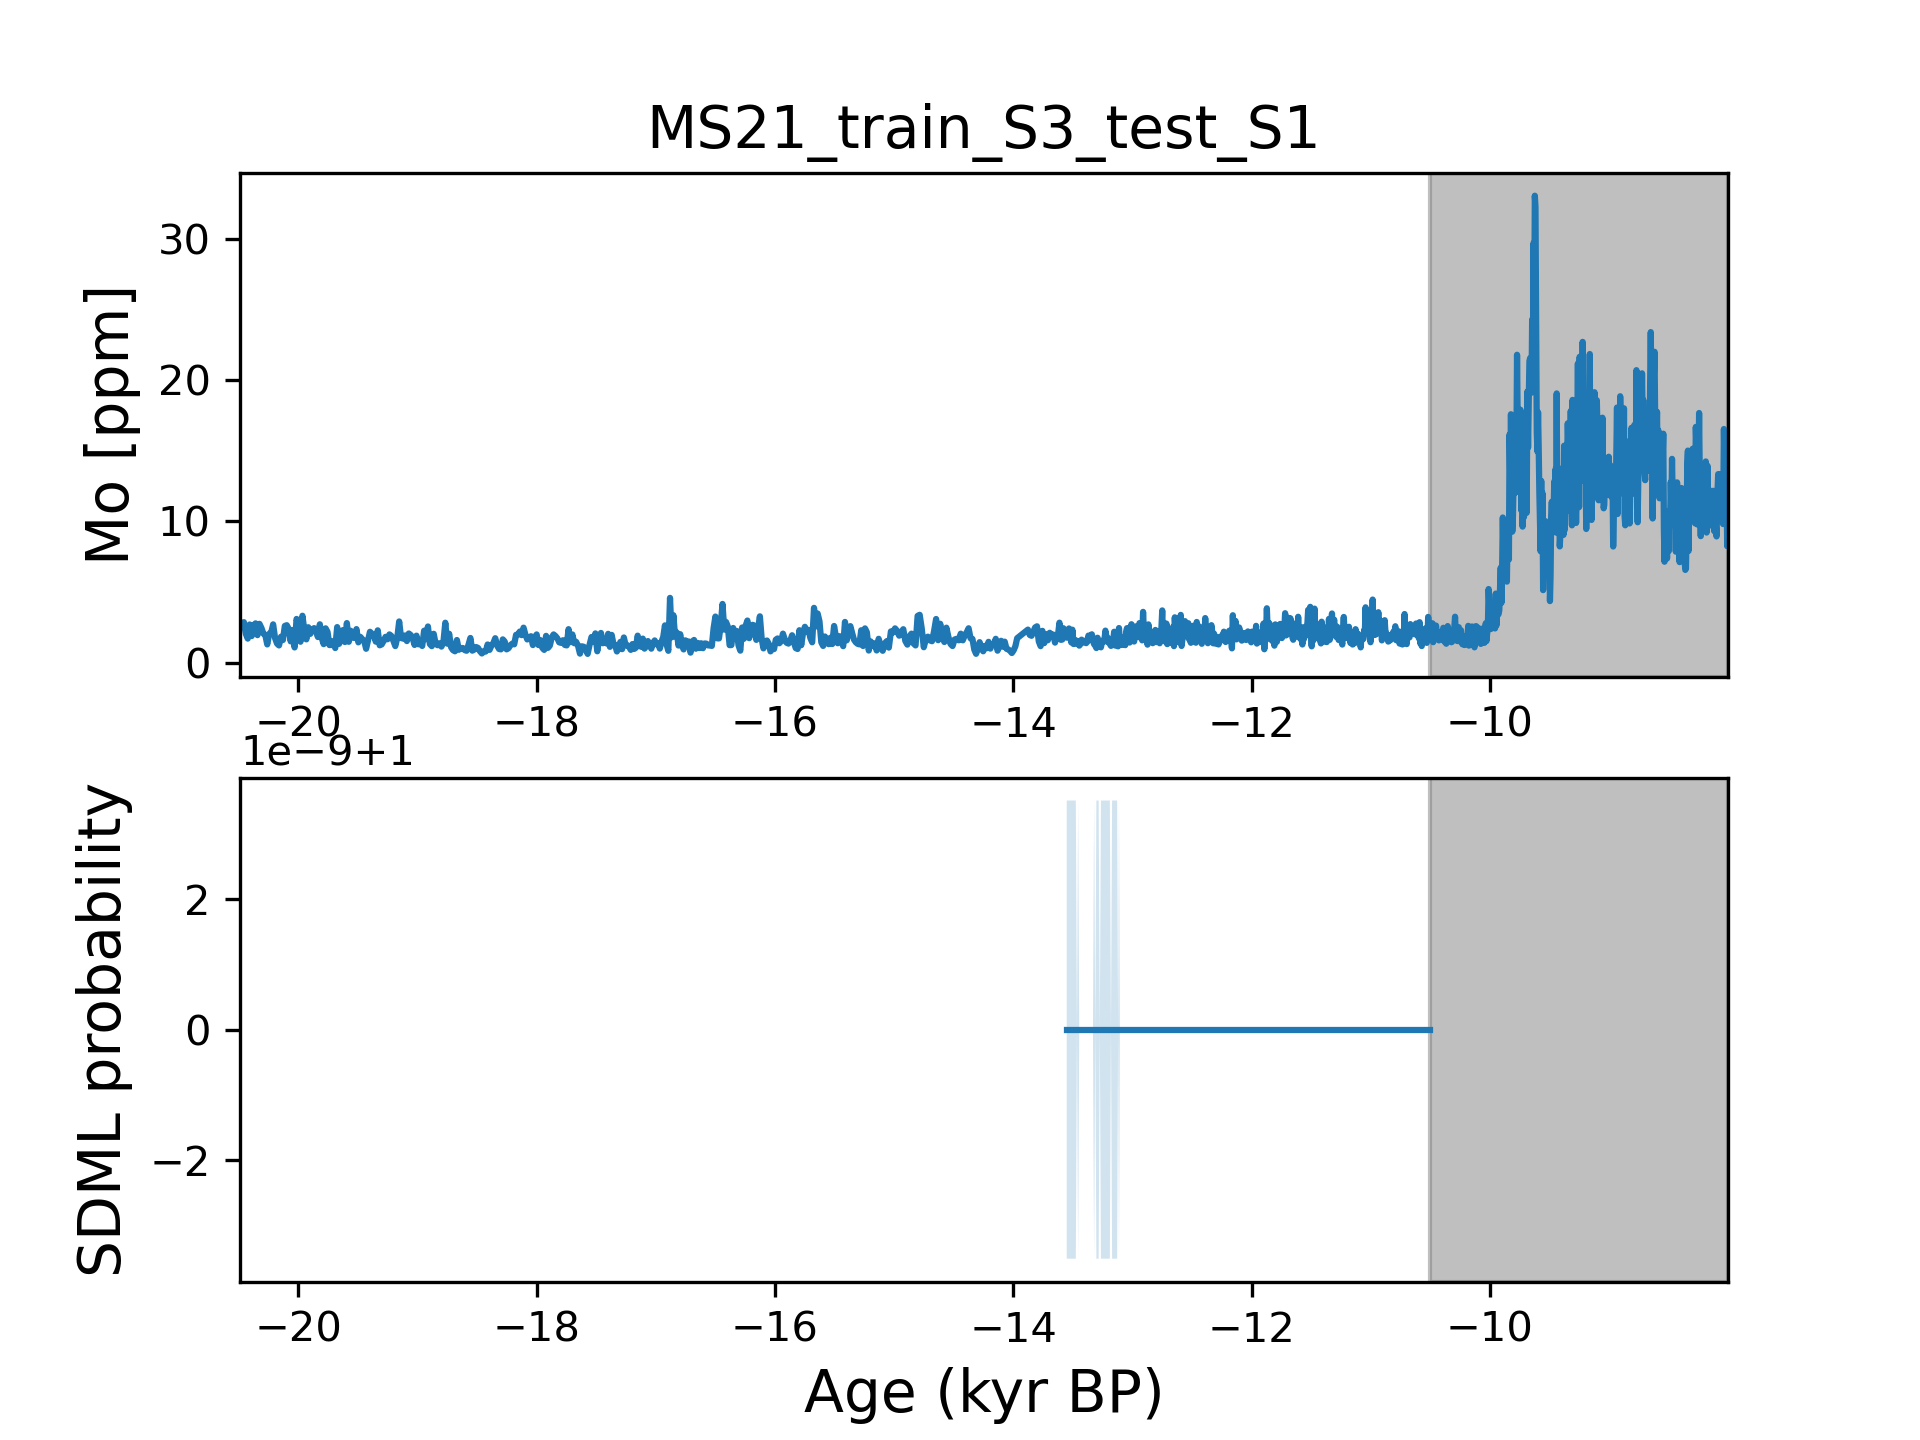 MS21_train_S3_test_S1
Mo [ppm]
30
20
10
0
−20 −18 −16 −14 −12 −10
1e−9+1
SDML probability
2
0
−2
−20 −18 −16 −14 −12 −10
Age (kyr BP)